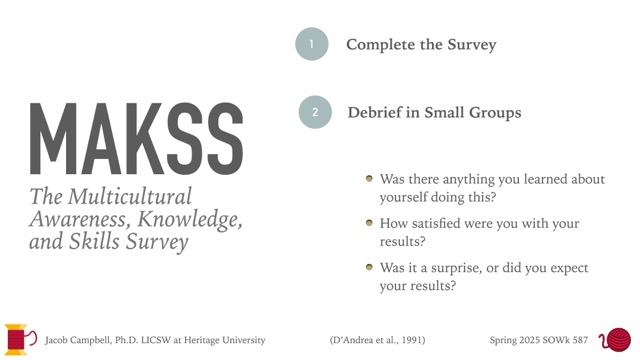 MAKSS
The Multicultural
Awareness, Knowledge,
and Skills Survey
1
Complete the Survey
2
Debrief in Small Groups
Was there anything you learned about
yourself doing this?
How satisfied were you with your
results?
Was it a surprise, or did you expect
your results?
Jacob Campbell, Ph.D. LICSW at Heritage University
(D'Andrea et al., 1991)
Spring 2025 SOWk 587